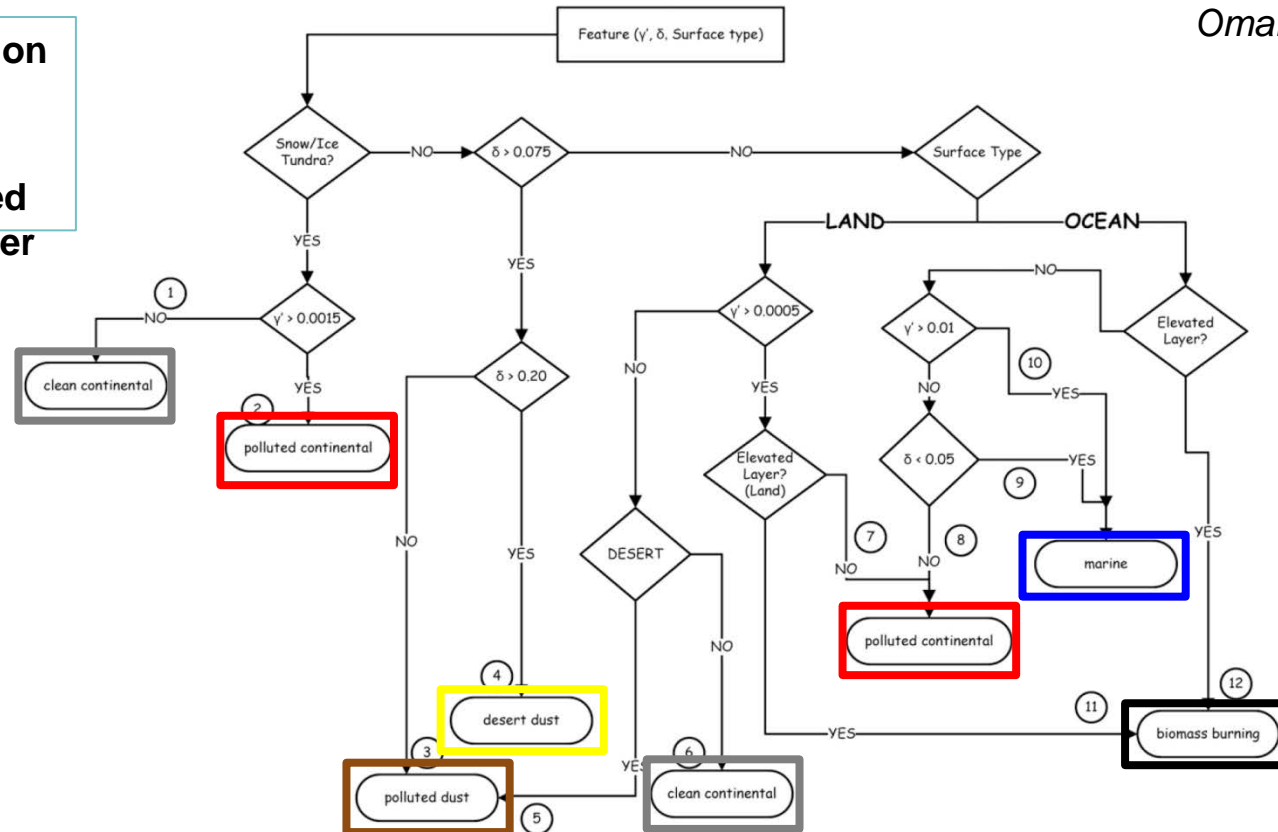 on
ed
er
Omar
Feature (γ', δ, Surface type)
Snow/Ice
Tundra?
NO
δ > 0.075
NO
Surface Type
LAND
OCEAN
YES
YES
NO
1
NO
γ' > 0.0015
γ' > 0.0005
γ' > 0.01
Elevated
Layer?
clean continental
YES
2
polluted continental
δ > 0.20
NO
YES
NO
10
YES
Elevated
Layer?
(Land)
δ < 0.05
YES
9
NO
YES
DESERT
7
NO
8
NO
marine
YES
polluted continental
NO
4
desert dust
11
12
YES
biomass burning
3
polluted dust
YES
5
6
clean continental